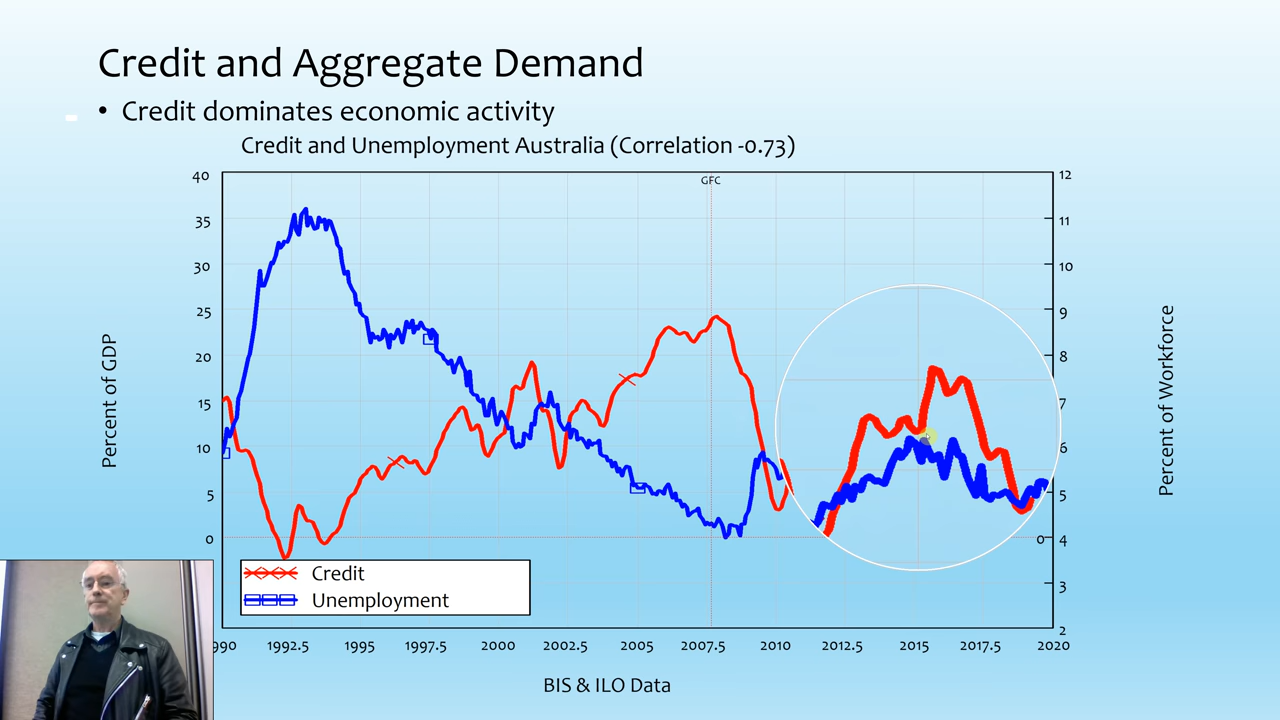 Credit and Aggregate Demand
• Credit dominates economic activity
Credit and Unemployment Australia (Correlation -0.73)
GFC
40
35
30
25
20
15
10
5
0
12
11
10
9
8
7
6
5
0 4
3
2
Percent of GDP
Percent of Workforce
Credit
Unemployment
990 1992.5 1995 1997.5 2000 2002.5 2005 2007.5 2010 2012.5 2015 2017.5 2020
BIS & ILO Data